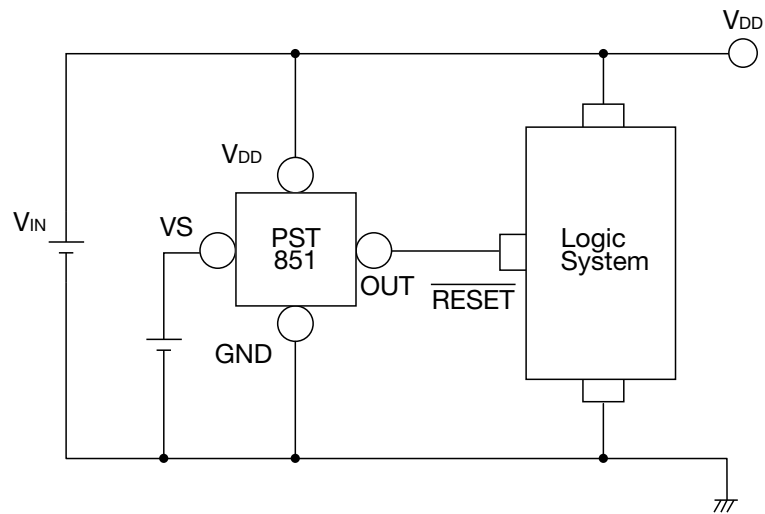 VDD
VDD
VIN
VS
PST
851
OUT
GND
RESET
Logic
System